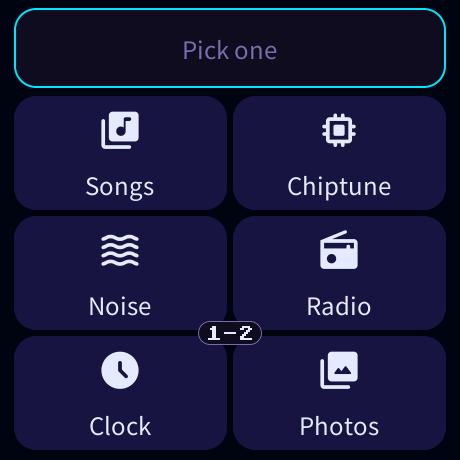 Pick one
Songs
Chiptune
Noise
Radio
1-2
Clock
Photos